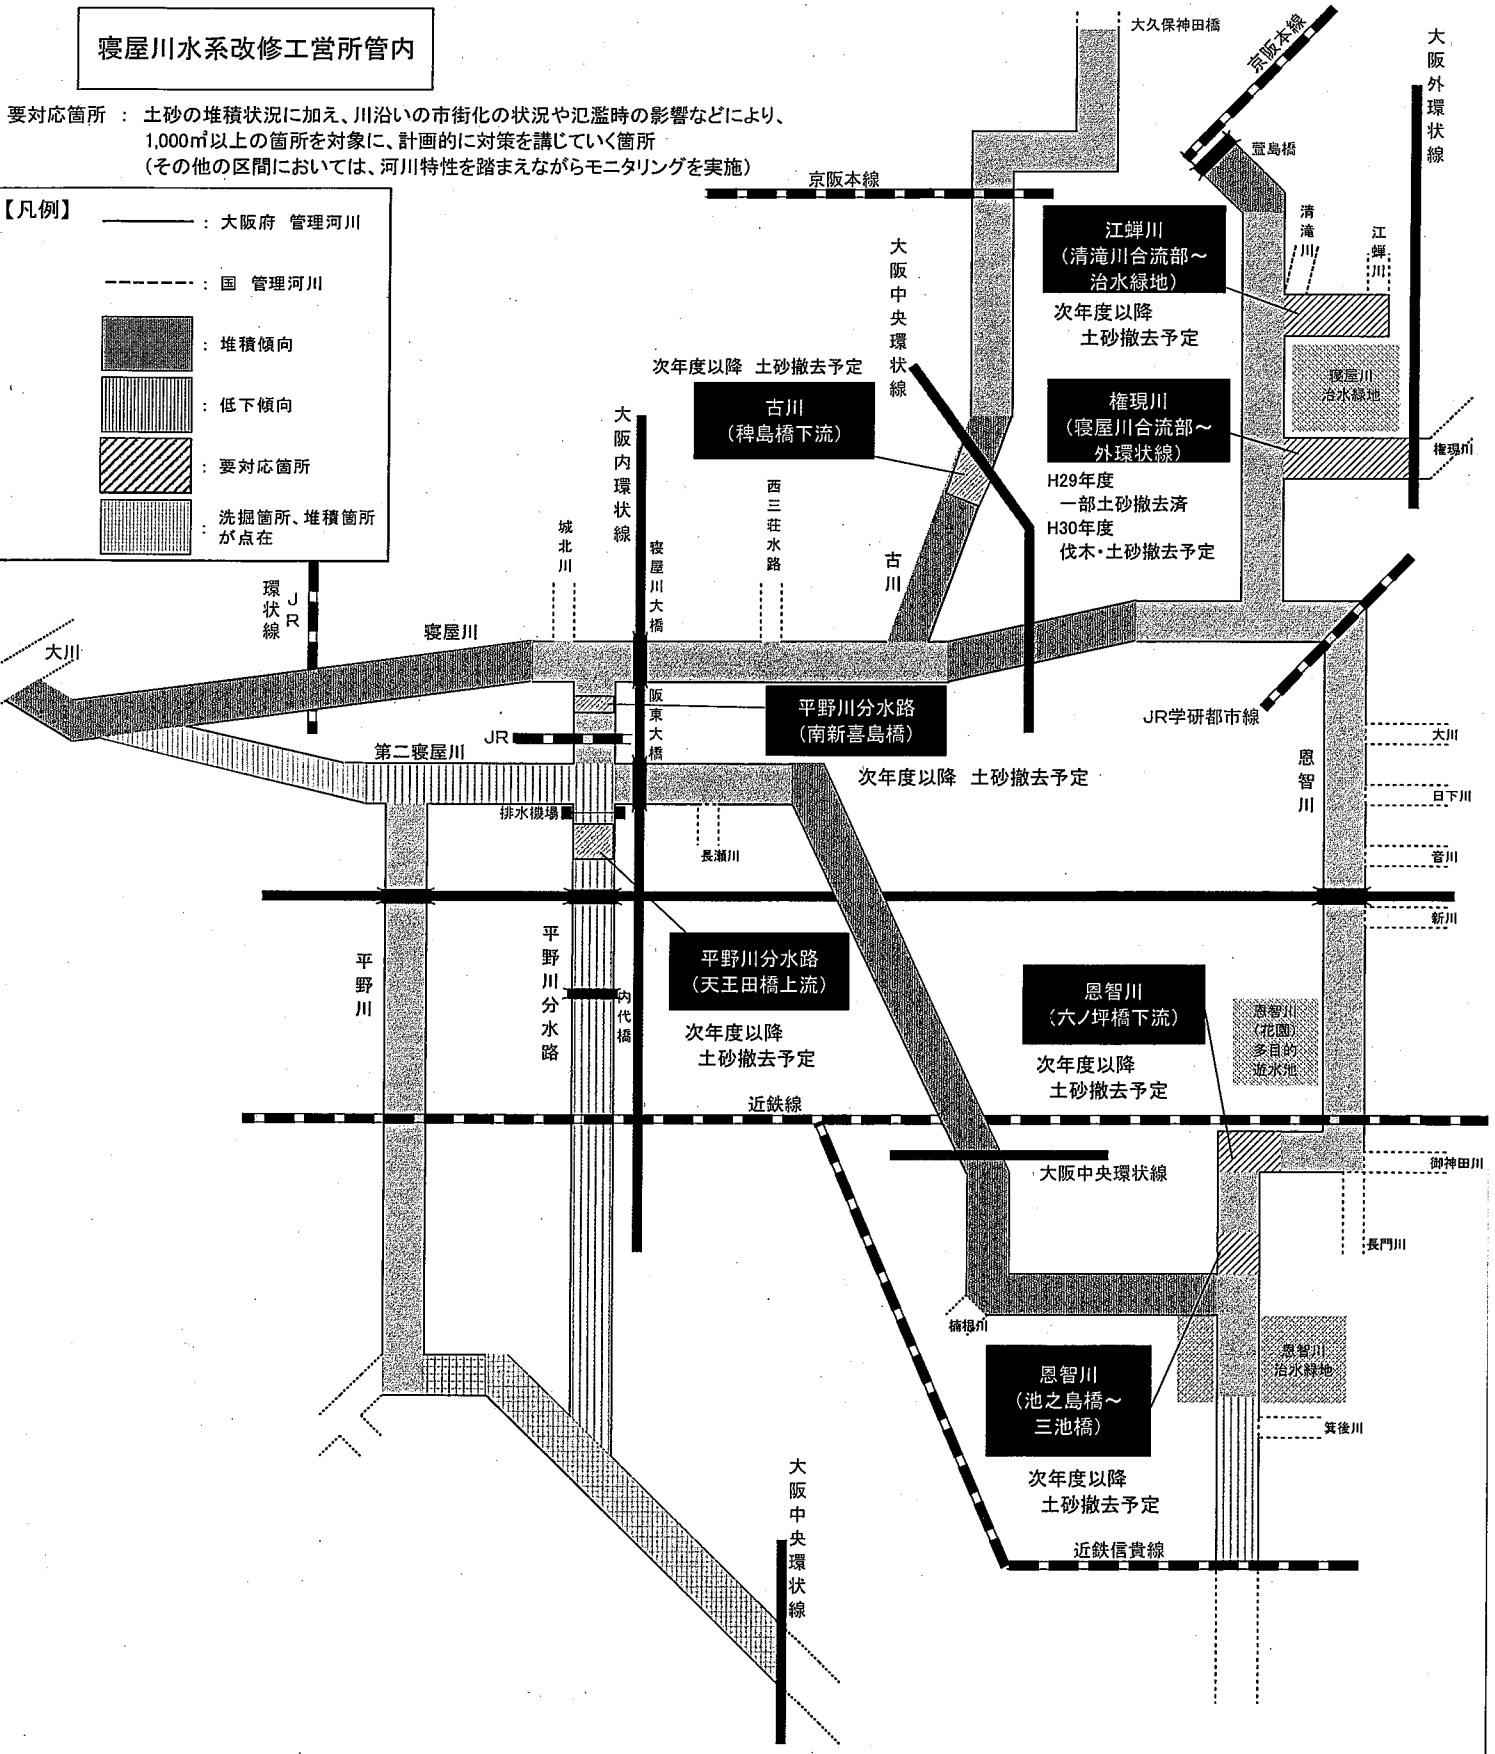 寝屋川水系改修工営所管内
要対応箇所 : 土砂の堆積状況に加え、川沿いの市街化の状況や氾濫時の影響などにより、
1,000㎥以上の箇所を対象に、計画的に対策を講じていく箇所
(その他の区間においては、河川特性を踏まえながらモニタリングを実施)
【凡例】
: 大阪府 管理河川
: 国 管理河川
: 堆積傾向
: 低下傾向
: 要対応箇所
: 洗掘箇所、堆積箇所
が点在
大久保神田橋
京阪本線
大阪外環状線
萱島橋
京阪本線
清滝川
江蝉川
大阪中央環状線
江蝉川
(清滝川合流部～
治水緑地)
次年度以降
土砂撤去予定
寝屋川
治水緑地
次年度以降 土砂撤去予定
古川
(稗島橋下流)
権現川
(寝屋川合流部～
外環状線)
H29年度
一部土砂撤去済
H30年度
伐木・土砂撤去予定
権現川
大阪内環状線
西三荘水路
城北川
寝屋川大橋
古川
JR
環状線
大川
寝屋川
阪東大橋
平野川分水路
(南新喜島橋)
次年度以降 土砂撤去予定
JR学研都市線
JR
第二寝屋川
恩智川
大川
日下川
音川
新川
排水機場
長瀬川
平野川
平野川分水路
平野川分水路
(天王田橋上流)
次年度以降
土砂撤去予定
内代橋
恩智川
(六ノ坪橋下流)
次年度以降
土砂撤去予定
恩智川
(花園)
多目的
遊水池
近鉄線
大阪中央環状線
御神田川
長門川
楠根川
恩智川
(池之島橋～
三池橋)
次年度以降
土砂撤去予定
恩智川
治水緑地
箕後川
大阪中央環状線
近鉄信貴線